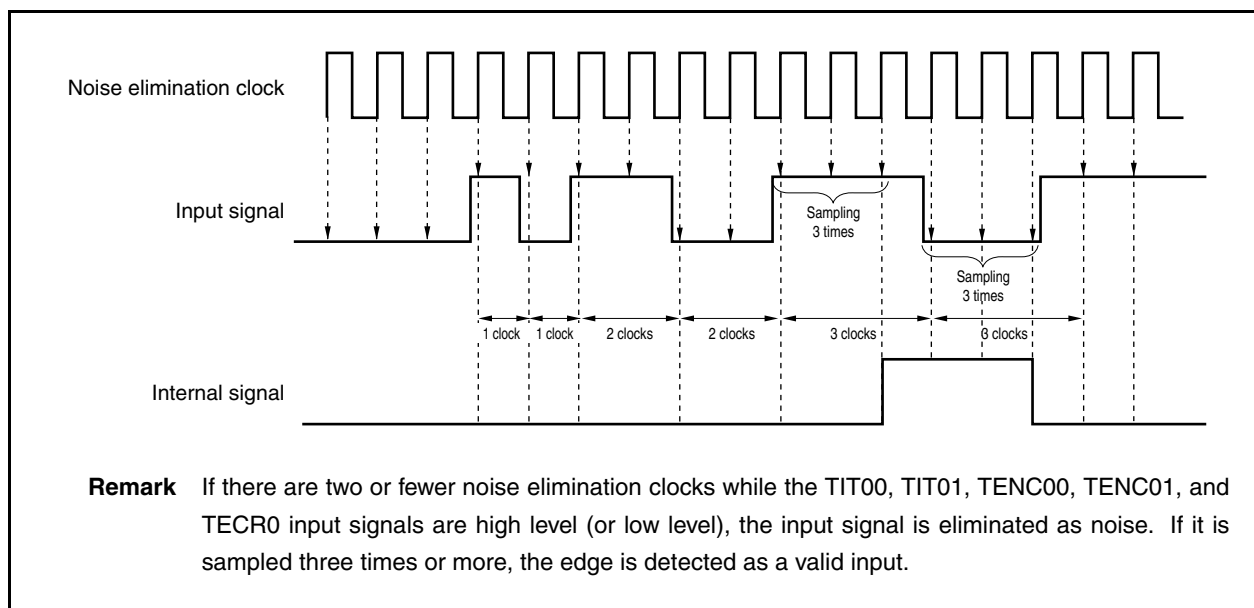 Noise elimination clock
Input signal
Sampling
3 times
Sampling
3 times
1 clock
1 clock
2 clocks
2 clocks
3 clocks
3 clocks
Internal signal
Remark If there are two or fewer noise elimination clocks while the TIT00, TIT01, TENC00, TENC01, and
TECR0 input signals are high level (or low level), the input signal is eliminated as noise. If it is
sampled three times or more, the edge is detected as a valid input.